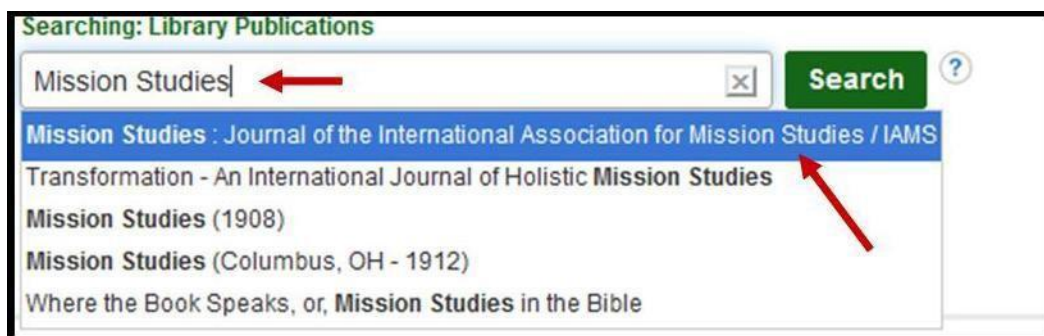 Searching: Library Publications
Mission Studies
Search
?
Mission Studies : Journal of the International Association for Mission Studies / IAMS
Transformation - An International Journal of Holistic Mission Studies
Mission Studies (1908)
Mission Studies (Columbus, OH - 1912)
Where the Book Speaks, or, Mission Studies in the Bible